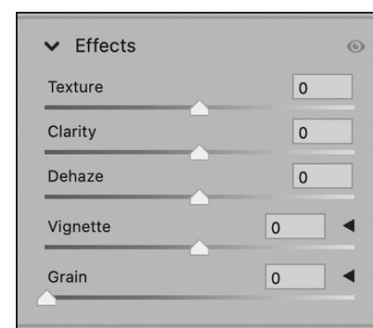 Effects
Texture 0
Clarity 0
Dehaze 0
Vignette 0
Grain 0